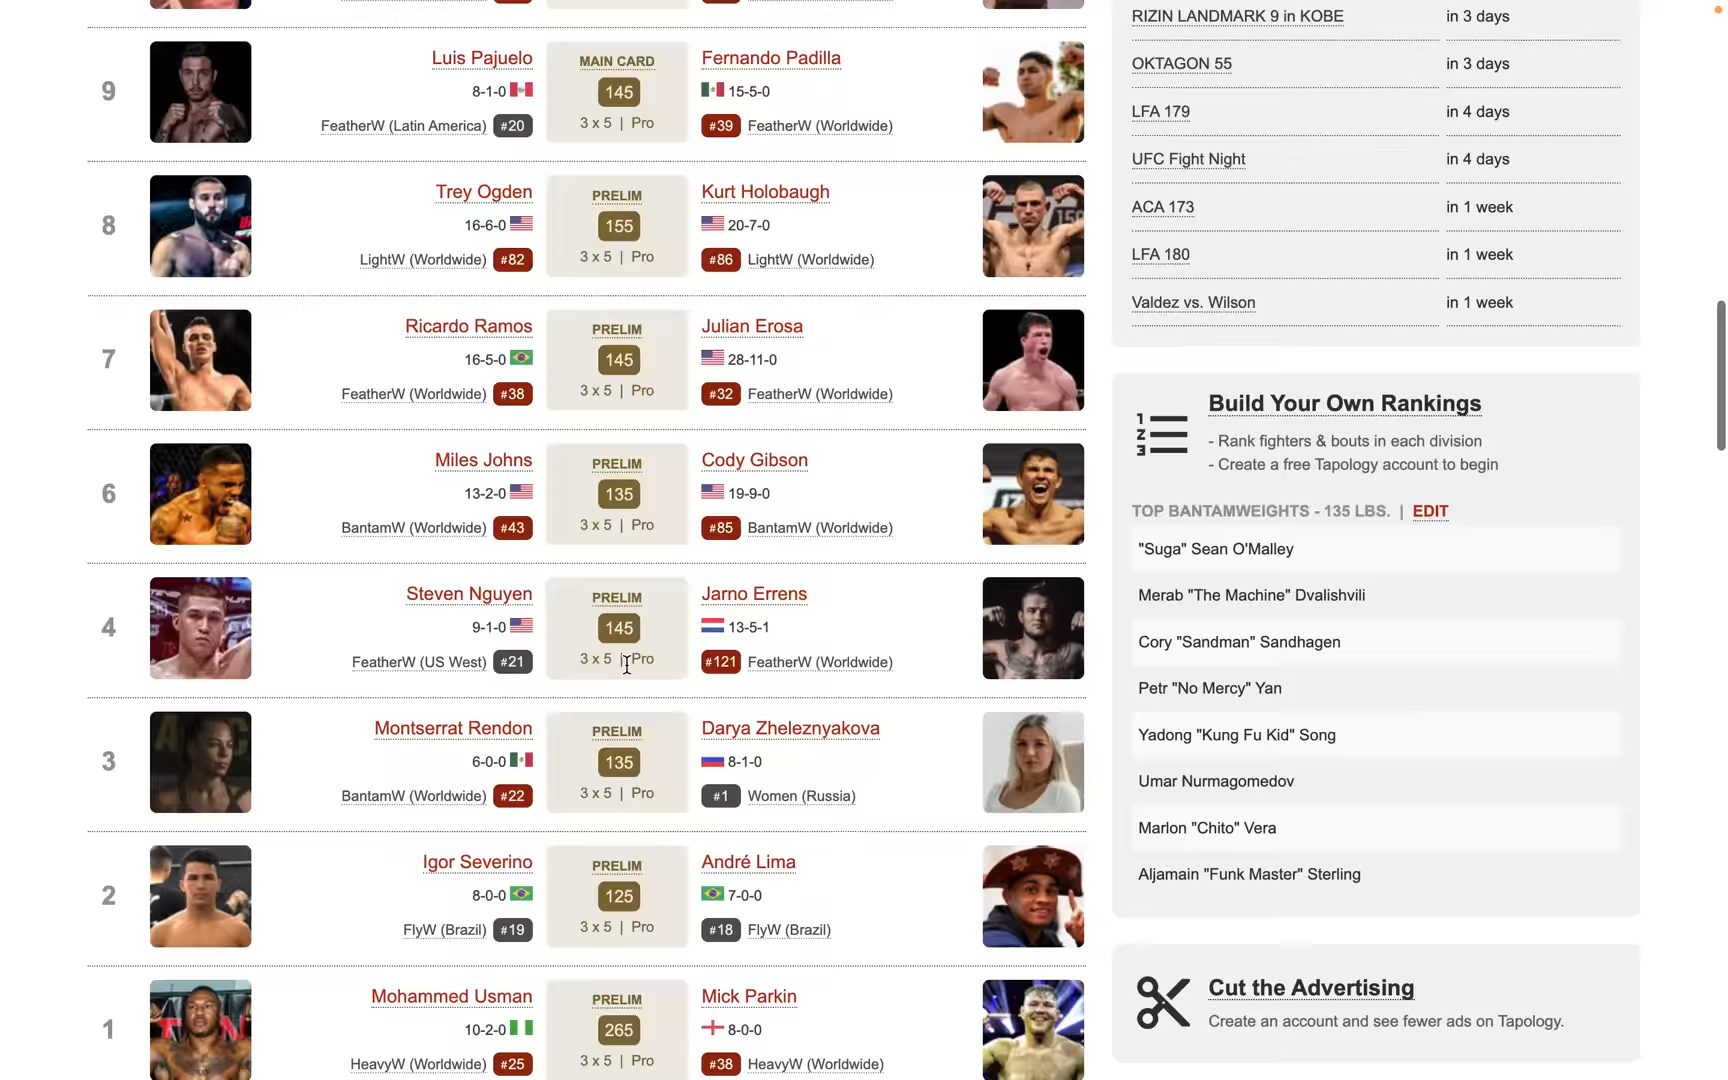 9
Luis Pajuelo
8-1-0
FeatherW (Latin America) #20
MAIN CARD
145
3 x 5 | Pro
Fernando Padilla
15-5-0
#39 FeatherW (Worldwide)
8
Trey Ogden
16-6-0
LightW (Worldwide) #82
PRELIM
155
3 x 5 | Pro
Kurt Holobaugh
20-7-0
#86 LightW (Worldwide)
7
Ricardo Ramos
16-5-0
FeatherW (Worldwide) #38
PRELIM
145
3 x 5 | Pro
Julian Erosa
28-11-0
#32 FeatherW (Worldwide)
6
Miles Johns
13-2-0
BantamW (Worldwide) #43
PRELIM
135
3 x 5 | Pro
Cody Gibson
19-9-0
#85 BantamW (Worldwide)
4
Steven Nguyen
9-1-0
FeatherW (US West) #21
PRELIM
145
3 x 5 | Pro
Jarno Errens
13-5-1
#121 FeatherW (Worldwide)
3
Montserrat Rendon
6-0-0
BantamW (Worldwide) #22
PRELIM
135
3 x 5 | Pro
Darya Zheleznyakova
8-1-0
#1 Women (Russia)
2
Igor Severino
8-0-0
FlyW (Brazil) #19
PRELIM
125
3 x 5 | Pro
André Lima
7-0-0
#18 FlyW (Brazil)
1
Mohammed Usman
10-2-0
HeavyW (Worldwide) #25
PRELIM
265
3 x 5 | Pro
Mick Parkin
8-0-0
#38 HeavyW (Worldwide)
RIZIN LANDMARK 9 in KOBE in 3 days
OKTAGON 55 in 3 days
LFA 179 in 4 days
UFC Fight Night in 4 days
ACA 173 in 1 week
LFA 180 in 1 week
Valdez vs. Wilson in 1 week
Build Your Own Rankings
- Rank fighters & bouts in each division
- Create a free Tapology account to begin
TOP BANTAMWEIGHTS - 135 LBS. | EDIT
"Suga" Sean O'Malley
Merab "The Machine" Dvalishvili
Cory "Sandman" Sandhagen
Petr "No Mercy" Yan
Yadong "Kung Fu Kid" Song
Umar Nurmagomedov
Marlon "Chito" Vera
Aljamain "Funk Master" Sterling
Cut the Advertising
Create an account and see fewer ads on Tapology.